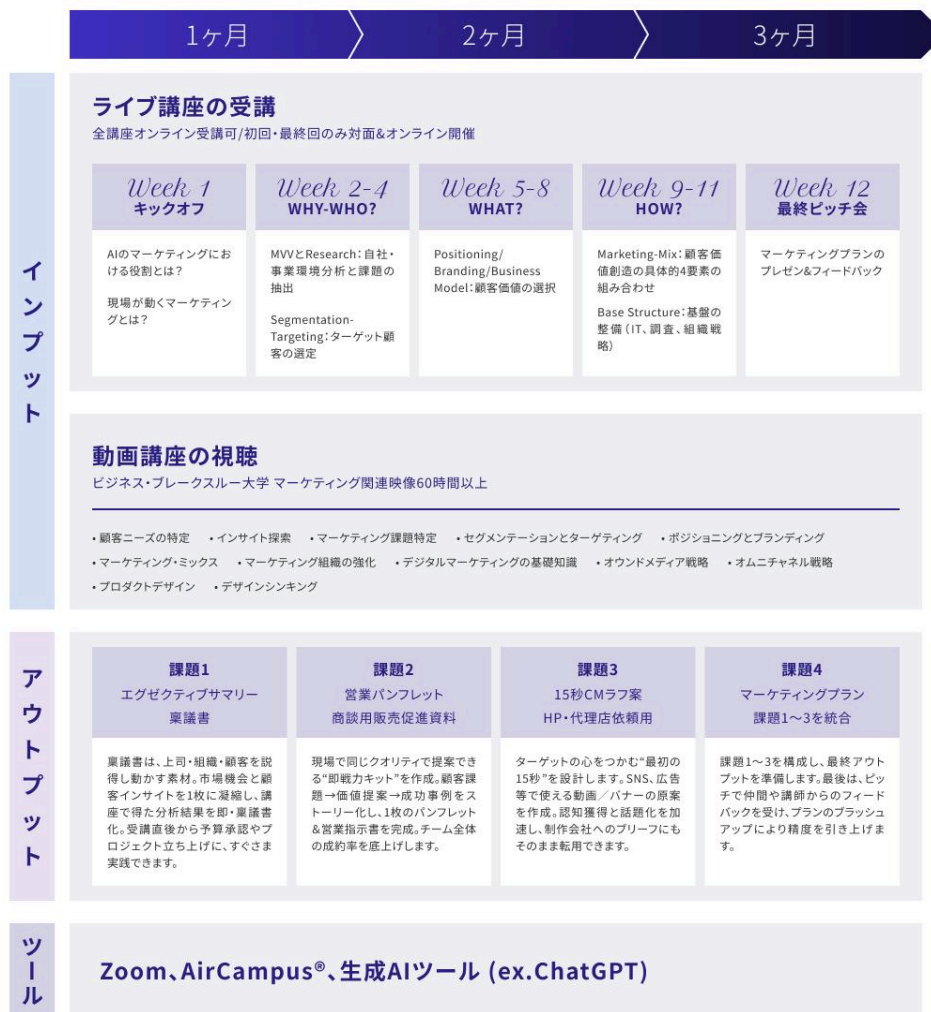 1ヶ月
2ヶ月
3ヶ月
インプット
ライブ講座の受講
全講座オンライン受講可/初回・最終回のみ対面&オンライン開催
Week 1
キックオフ
AIのマーケティングにお
ける役割とは?
現場が動くマーケティン
グとは?
Week 2-4
WHY-WHO?
MVVとResearch:自社・
事業環境分析と課題の
抽出
Segmentation-
Targeting:ターゲット顧
客の選定
Week 5-8
WHAT?
Positioning/
Branding/Business
Model:顧客価値の選択
Week 9-11
HOW?
Marketing-Mix:顧客価
値創造の具体的4要素の
組み合わせ
Base Structure:基盤の
整備(IT、調査、組織戦
略)
Week 12
最終ピッチ会
マーケティングプランの
プレゼン&フィードバック
動画講座の視聴
ビジネス・ブレークスルー大学 マーケティング関連映像60時間以上
・顧客ニーズの特定 ・インサイト探索 ・マーケティング課題特定 ・セグメンテーションとターゲティング ・ポジショニングとブランディング
・マーケティング・ミックス ・マーケティング組織の強化 ・デジタルマーケティングの基礎知識 ・オウンドメディア戦略 ・オムニチャネル戦略
・プロダクトデザイン ・デザインシンキング
アウトプット
課題1
エグゼクティブサマリー
稟議書
稟議書は、上司・組織・顧客を説
得し動かす素材。市場機会と顧
客インサイトを1枚に凝縮し、講
座で得た分析結果を即・稟議書
化。受講直後から予算承認やプ
ロジェクト立ち上げに、すぐさま
実践できます。
課題2
営業パンフレット
商談用販売促進資料
現場で同じクオリティで提案でき
る“即戦力キット”を作成。顧客課
題→価値提案→成功事例をス
トーリー化し、1枚のパンフレット
&営業指示書を完成。チーム全体
の成約率を底上げします。
課題3
15秒CMラフ案
HP・代理店依頼用
ターゲットの心をつかむ“最初の
15秒”を設計します。SNS、広告
等で使える動画/バナーの原案
を作成。認知獲得と話題化を加
速し、制作会社へのブリーフにも
そのまま転用できます。
課題4
マーケティングプラン
課題1〜3を統合
課題1〜3を構成し、最終アウト
プットを準備します。最後は、ピッ
チで仲間や講師からのフィード
バックを受け、プランのブラッシュ
アップにより精度を引き上げま
す。
ツール
Zoom、AirCampus®、生成AIツール (ex.ChatGPT)